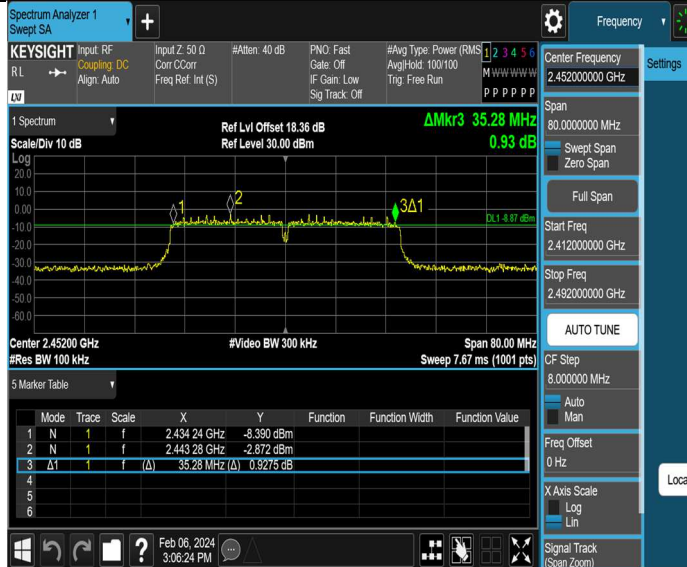 Spectrum Analyzer 1
Swept SA
+
Frequency
KEYSIGHT
RL
LXI
Input: RF
Coupling: DC
Align: Auto
Input Z: 50 Ω
Corr CCorr
Freq Ref: Int (S)
#Atten: 40 dB
PNO: Fast
Gate: Off
IF Gain: Low
Sig Track: Off
#Avg Type: Power (RMS
Avg|Hold: 100/100
Trig: Free Run
1 2 3 4 5 6
M W W W W W
P P P P P P
1 Spectrum
Scale/Div 10 dB
Ref Lvl Offset 18.36 dB
Ref Level 30.00 dBm
ΔMkr3 35.28 MHz
0.93 dB
Log
20.0
10.0
0.00
-10.0
-20.0
-30.0
-40.0
-50.0
-60.0
1
2
3Δ1
DL1 -8.87 dBm
Center 2.45200 GHz
#Res BW 100 kHz
#Video BW 300 kHz
Span 80.00 MHz
Sweep 7.67 ms (1001 pts)
5 Marker Table
Mode Trace Scale X Y Function Function Width Function Value
1 N 1 f 2.434 24 GHz -8.390 dBm
2 N 1 f 2.443 28 GHz -2.872 dBm
3 Δ1 1 f (Δ) 35.28 MHz (Δ) 0.9275 dB
4
5
6
Feb 06, 2024
3:06:24 PM
?
Center Frequency
2.452000000 GHz
Span
80.0000000 MHz
Swept Span
Zero Span
Full Span
Start Freq
2.412000000 GHz
Stop Freq
2.492000000 GHz
AUTO TUNE
CF Step
8.000000 MHz
Auto
Man
Freq Offset
0 Hz
X Axis Scale
Log
Lin
Signal Track
(Span Zoom)
Settings
Loca